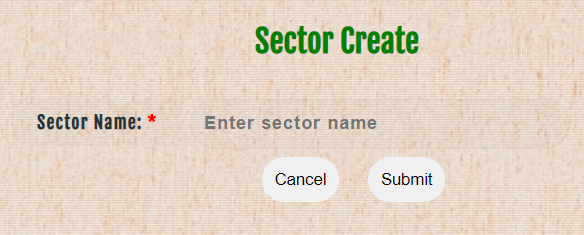 Sector Create
Sector Name: *
Enter sector name
Cancel
Submit